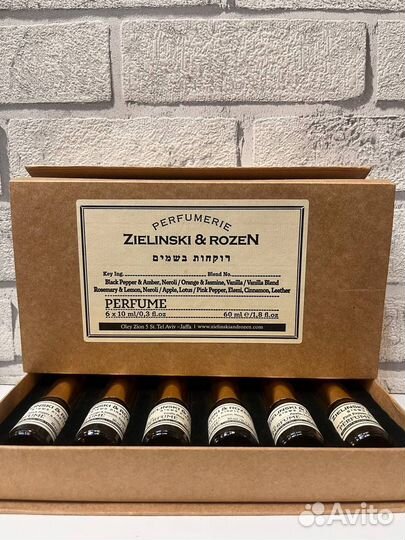 PERFUMERIE
ZIELINSKI & ROZEN
רוקחות בשמים
Key Ing. Blend No.
Black Pepper & Amber, Neroli / Orange & Jasmine, Vanilla / Vanilla Blend
Rosemary & Lemon, Neroli / Apple, Lotus / Pink Pepper, Elemi, Cinnamon, Leather
PERFUME
6 x 10 ml/0,3 fl.oz 60 ml ℮/1,8 fl.oz
Oley Zion 5 St. Tel Aviv - Jaffa | www.zielinskiandrozen.com
Avito